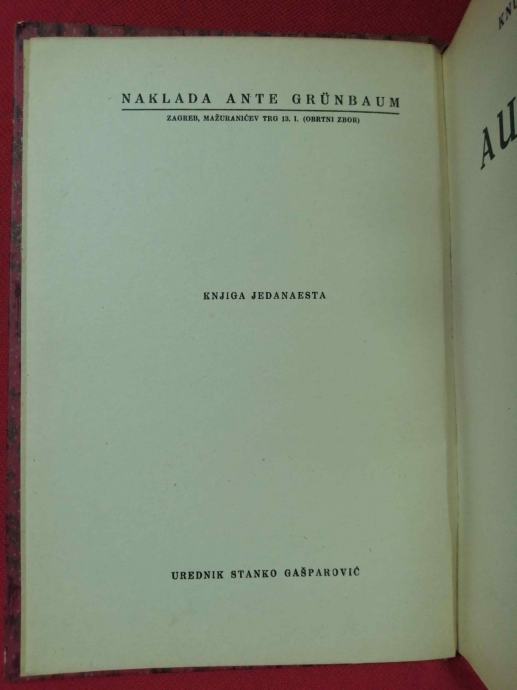 NAKLADA ANTE GRÜNBAUM
ZAGREB, MAŽURANIĆEV TRG 13. I. (OBRTNI ZBOR)
KNJIGA JEDANAESTA
UREDNIK STANKO GAŠPAROVIĆ